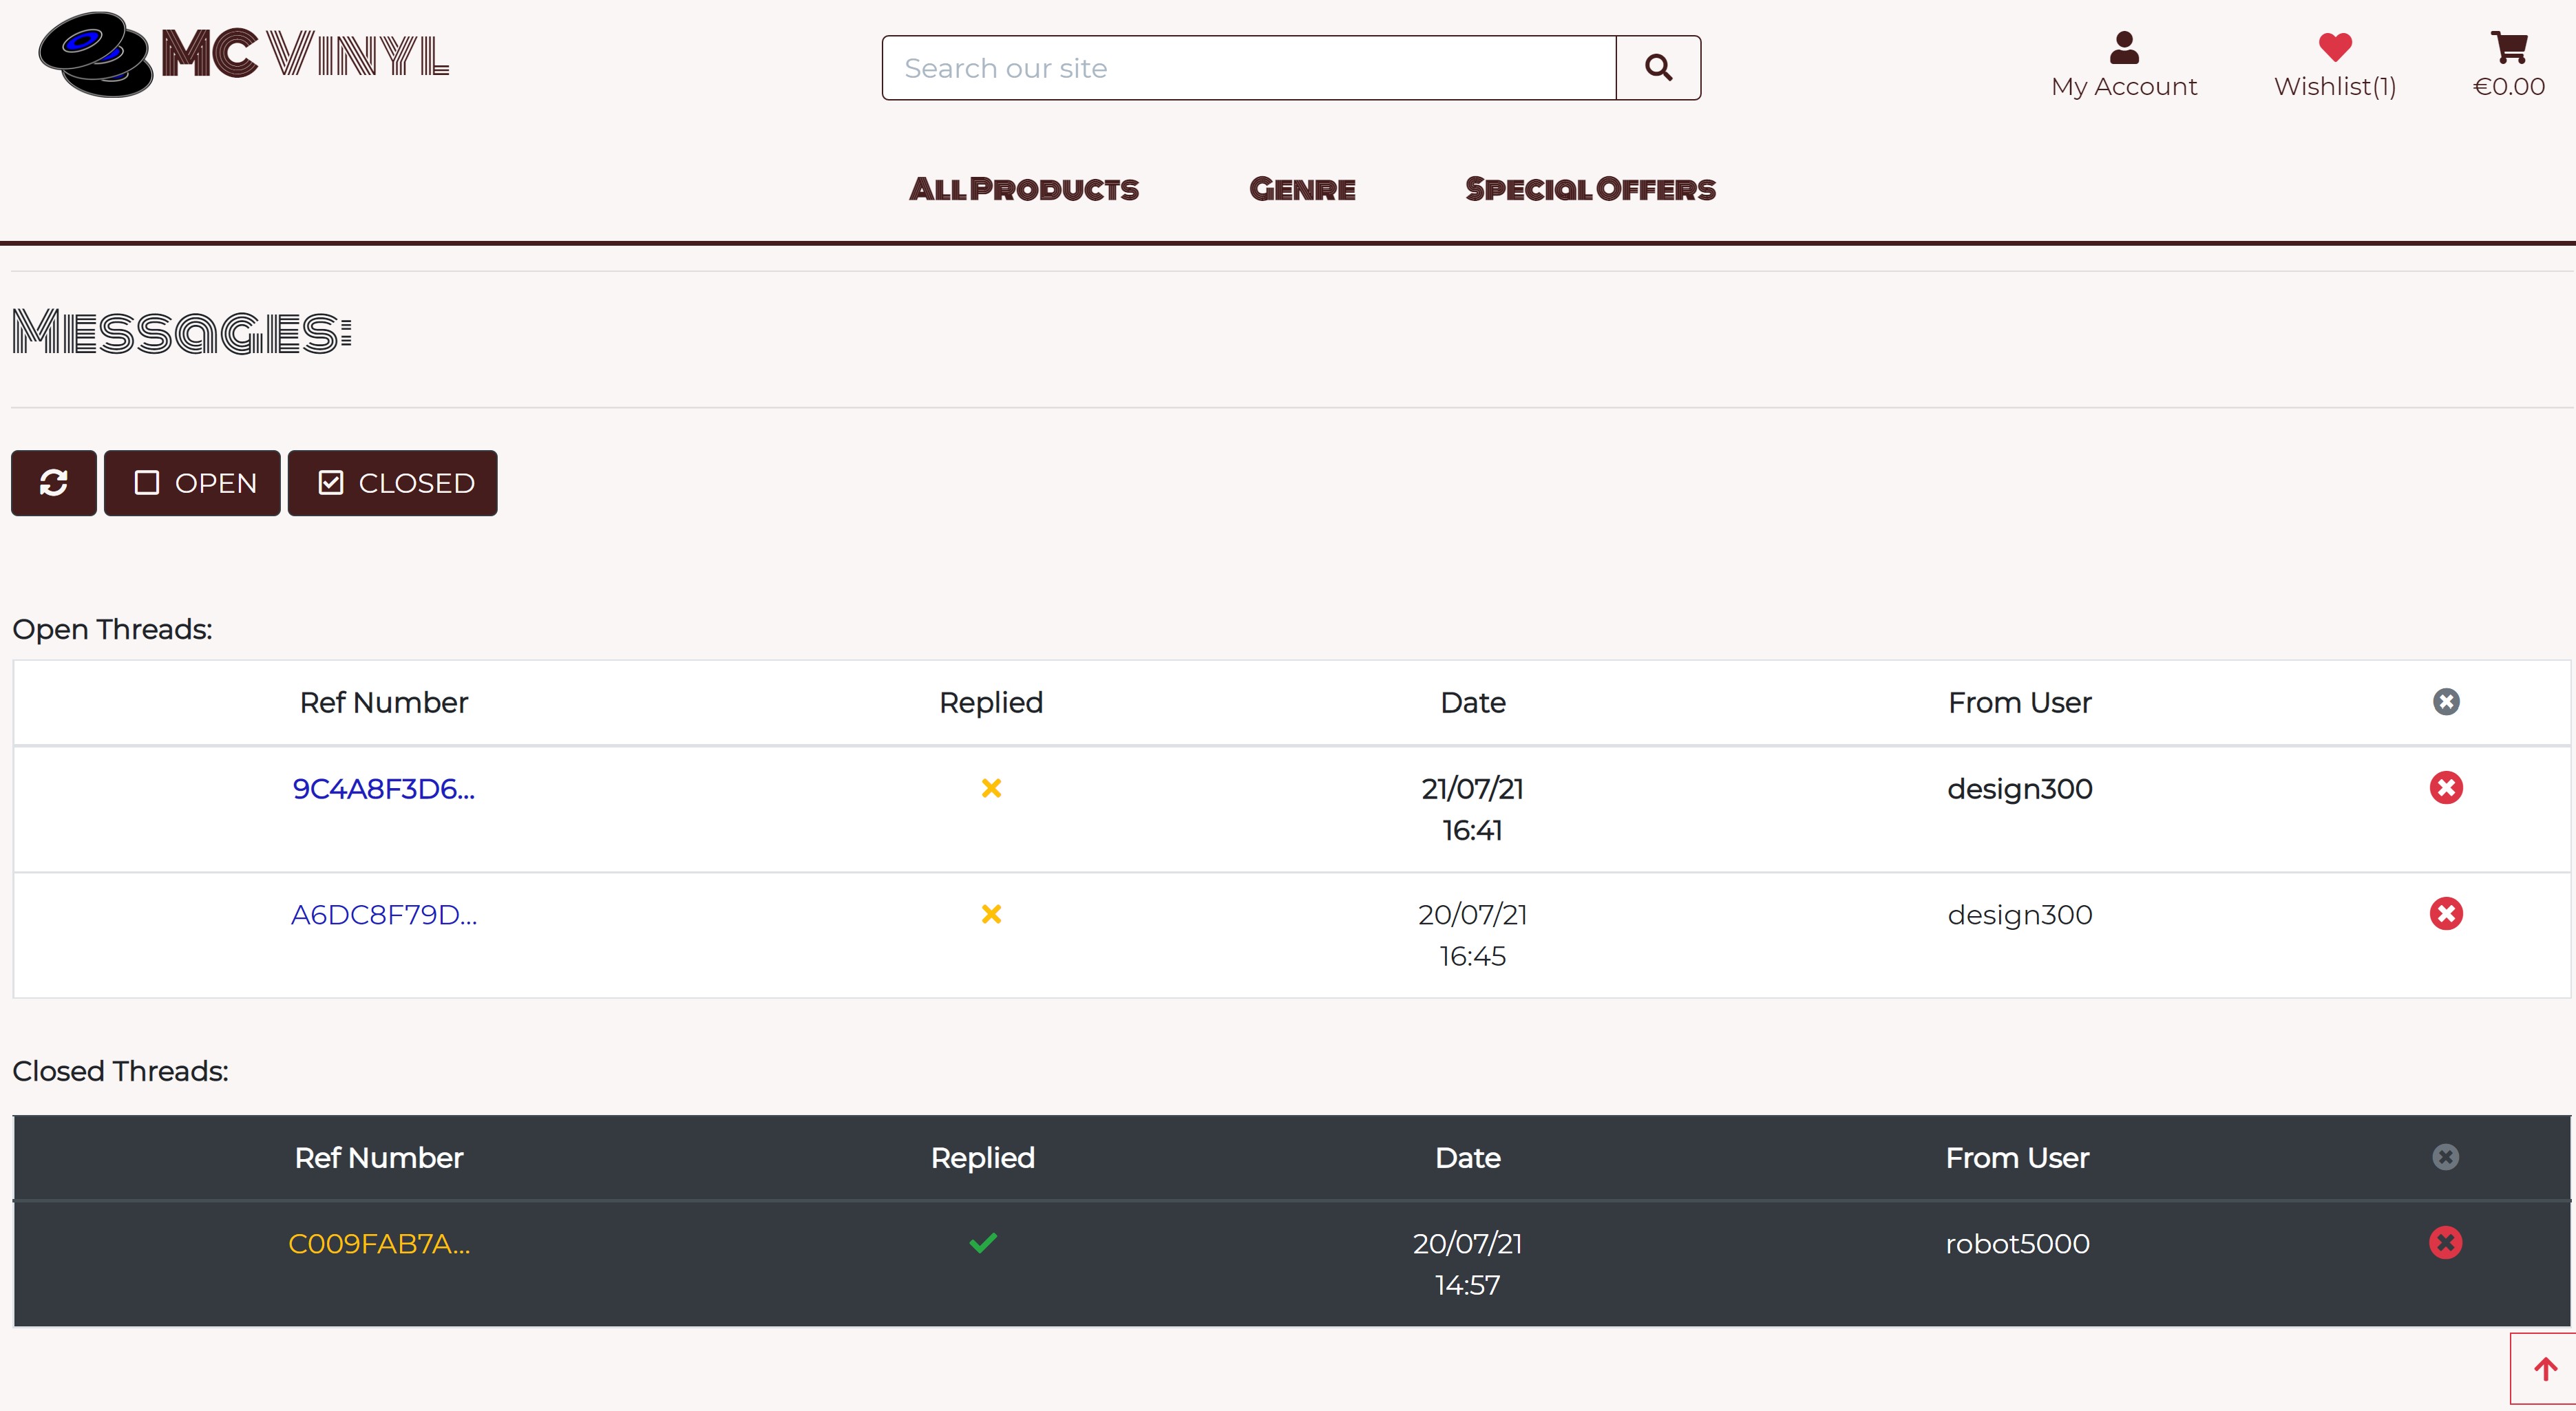 MC Vinyl
Search our site
My Account
Wishlist(1)
€0.00
All Products Genre Special Offers
Messages:
OPEN CLOSED
Open Threads:
Ref Number Replied Date From User
9C4A8F3D6... 21/07/21 design300
16:41
A6DC8F79D... 20/07/21 design300
16:45
Closed Threads:
Ref Number Replied Date From User
C009FAB7A... 20/07/21 robot5000
14:57